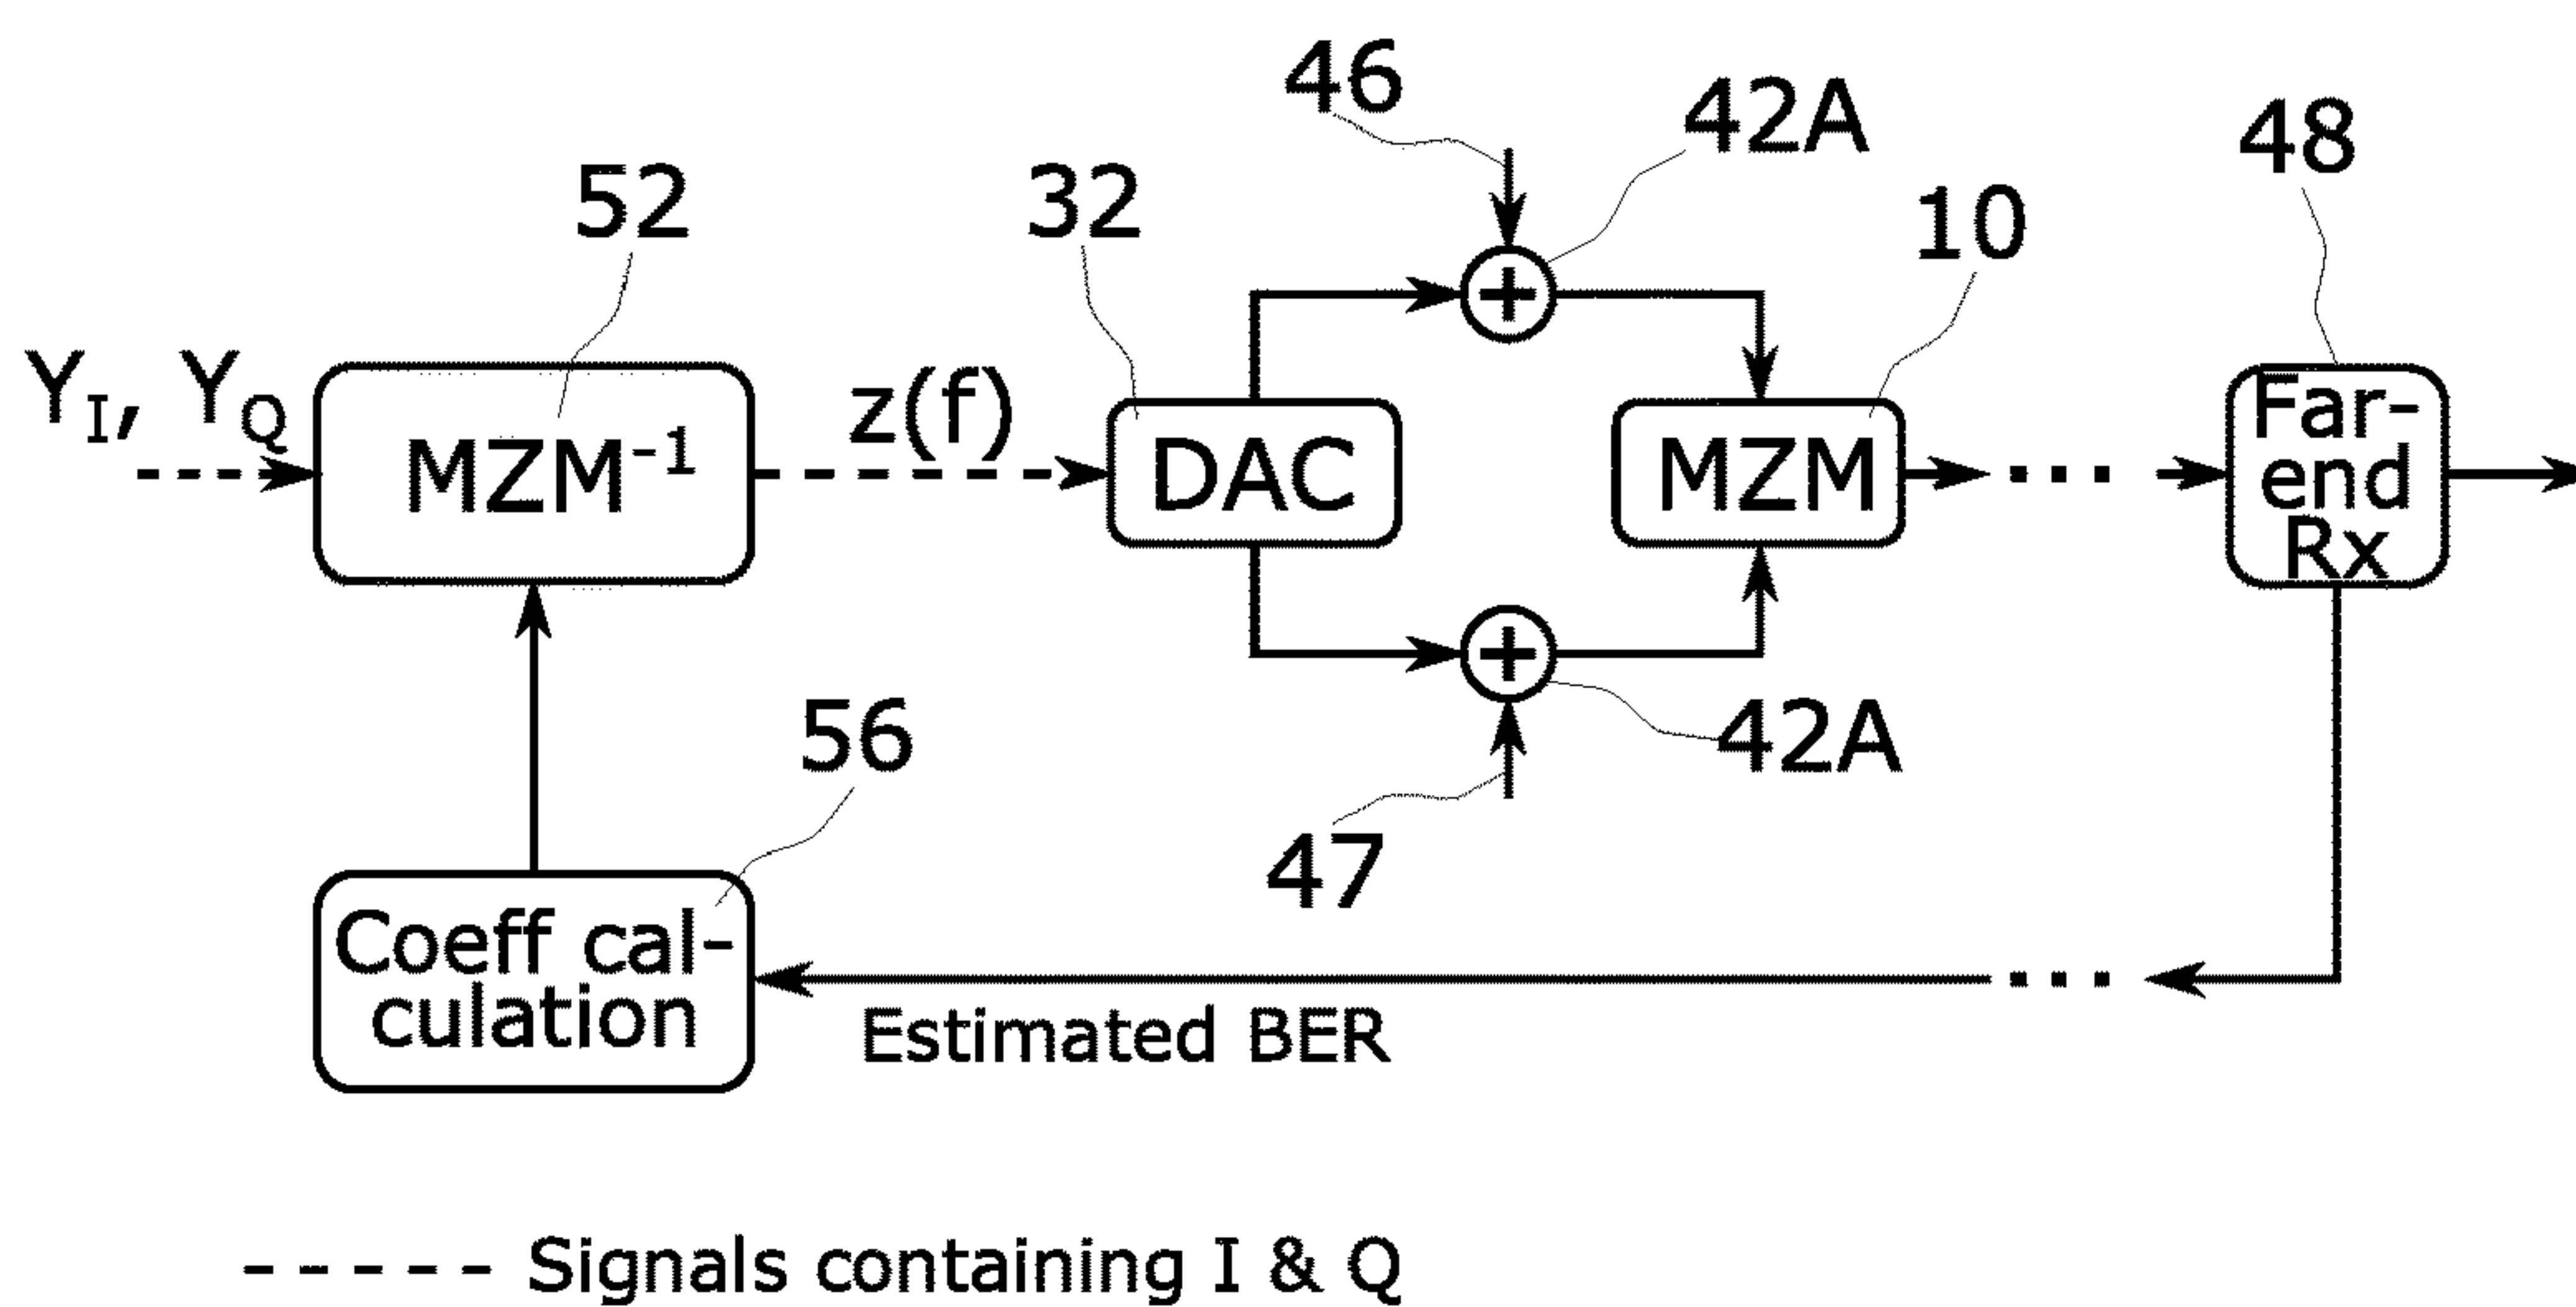 46
42A
48
52
32
10
Y_I, Y_Q
MZM^-1
z(f)
DAC
MZM
Far-
end
Rx
56
42A
47
Coeff cal-
culation
Estimated BER
Signals containing I & Q